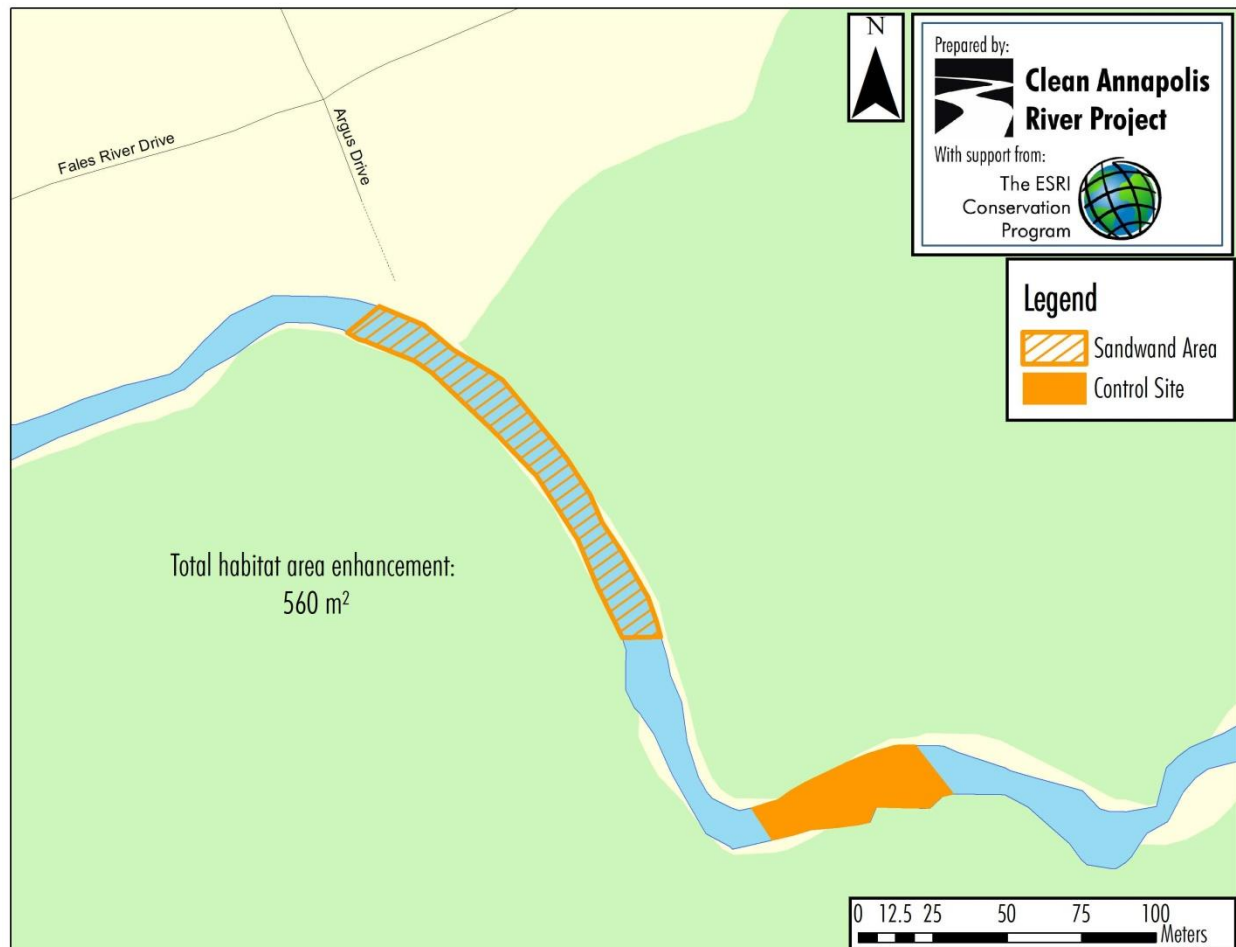 N
Prepared by:
Clean Annapolis
River Project
With support from:
The ESRI
Conservation
Program
Fales River Drive
Argus Drive
Legend
Sandwand Area
Control Site
Total habitat area enhancement:
560 m²
0 12.5 25 50 75 100
Meters